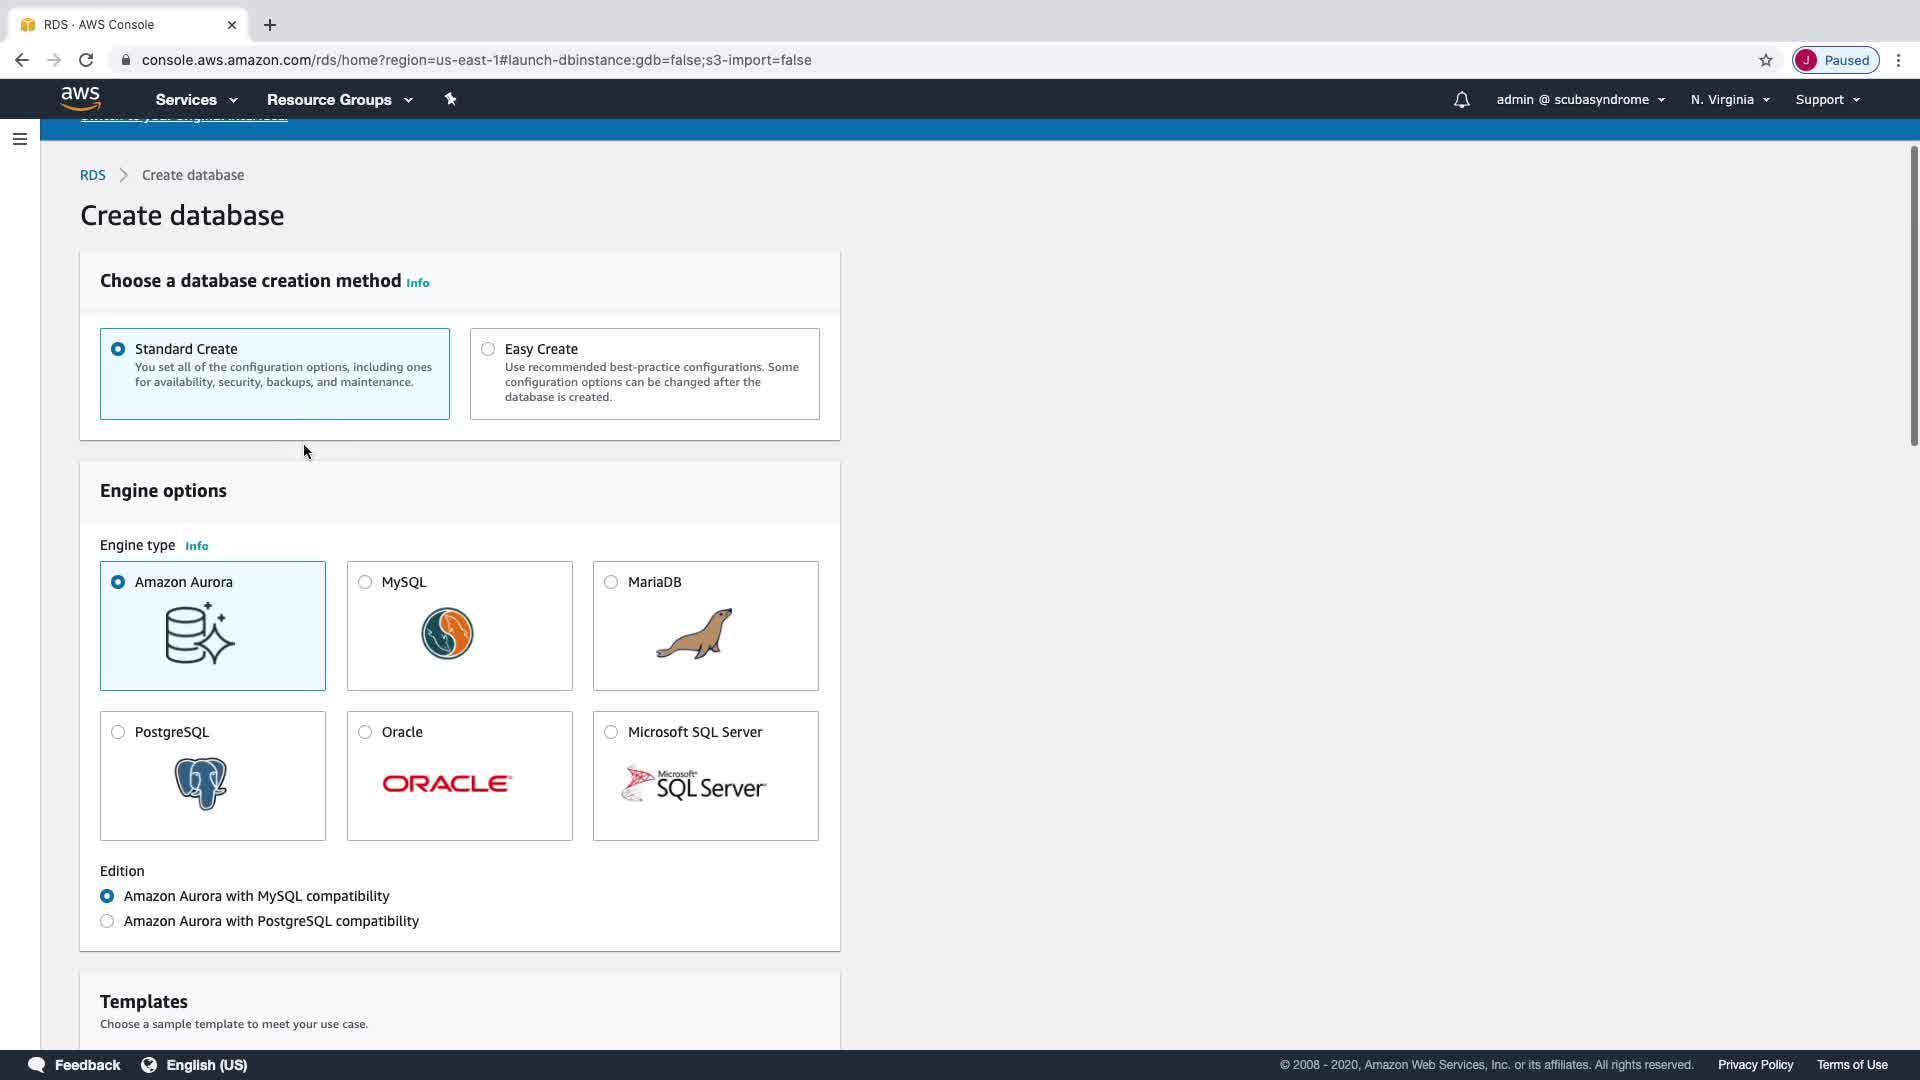 RDS · AWS Console
console.aws.amazon.com/rds/home?region=us-east-1#launch-dbinstance:gdb=false;s3-import=false
J Paused
aws Services Resource Groups admin @ scubasyndrome N. Virginia Support
RDS Create database
Create database
Choose a database creation method Info
Standard Create
You set all of the configuration options, including ones
for availability, security, backups, and maintenance.
Easy Create
Use recommended best-practice configurations. Some
configuration options can be changed after the
database is created.
Engine options
Engine type Info
Amazon Aurora
MySQL
MariaDB
PostgreSQL
Oracle
ORACLE
Microsoft SQL Server
Microsoft
SQL Server
Edition
Amazon Aurora with MySQL compatibility
Amazon Aurora with PostgreSQL compatibility
Templates
Choose a sample template to meet your use case.
Feedback English (US) © 2008 - 2020, Amazon Web Services, Inc. or its affiliates. All rights reserved. Privacy Policy Terms of Use